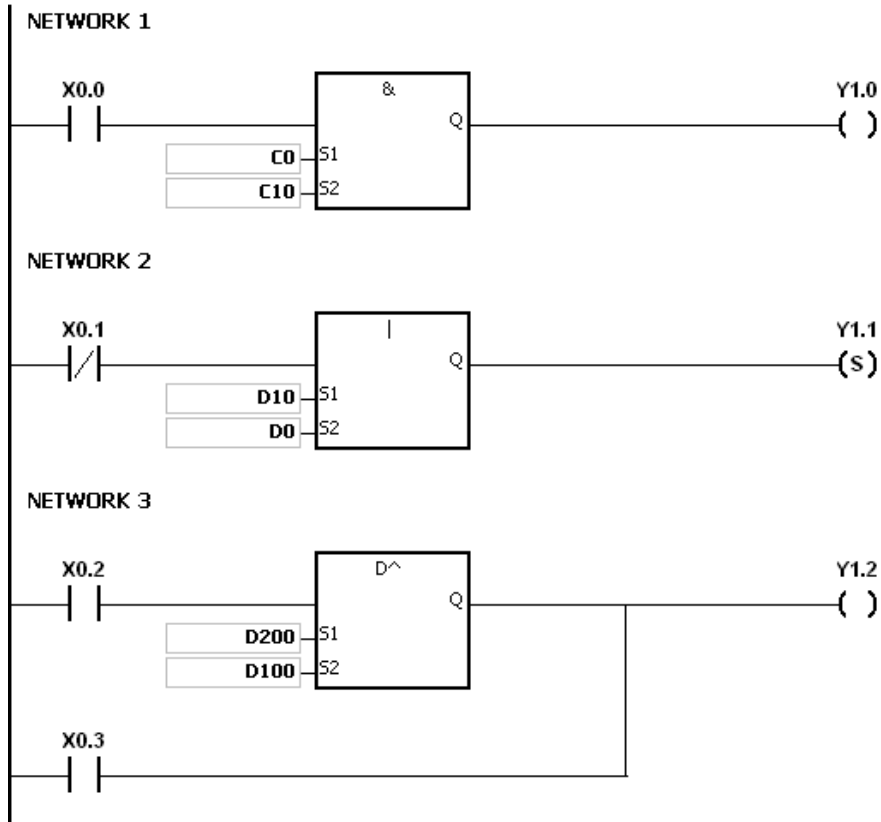 NETWORK 1
X0.0
&
Y1.0
Q
C0
S1
C10
S2
NETWORK 2
X0.1
|
Y1.1
Q
(S)
D10
S1
D0
S2
NETWORK 3
X0.2
D^
Y1.2
Q
D200
S1
D100
S2
X0.3